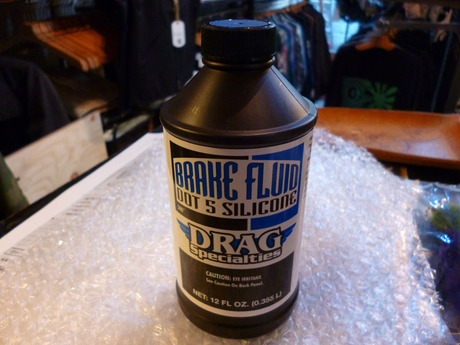 BRAKE FLUID
DOT 5 SILICONE
DRAG
Specialties
CAUTION: EYE IRRITANT.
See Caution On Back Panel.
NET: 12 FL OZ. (0.355 L)